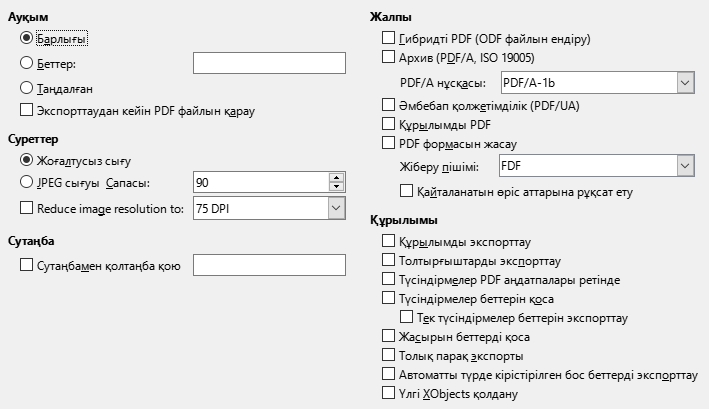 Ауқым
Барлығы
Беттер:
Таңдалған
Экспорттаудан кейін PDF файлын қарау
Суреттер
Жоғалтусыз сығу
JPEG сығуы Сапасы: 90
Reduce image resolution to: 75 DPI
Сутаңба
Сутаңбамен қолтаңба қою
Жалпы
Гибридті PDF (ODF файлын ендіру)
Архив (PDF/A, ISO 19005)
PDF/A нұсқасы: PDF/A-1b
Әмбебап қолжетімділік (PDF/UA)
Құрылымды PDF
PDF формасын жасау
Жіберу пішімі: FDF
Қайталанатын өріс аттарына рұқсат ету
Құрылымы
Құрылымды экспорттау
Толтырғыштарды экспорттау
Түсіндірмелер PDF аңдатпалары ретінде
Түсіндірмелер беттерін қоса
Тек түсіндірмелер беттерін экспорттау
Жасырын беттерді қоса
Толық парақ экспорты
Автоматты түрде кірістірілген бос беттерді экспорттау
Үлгі XObjects қолдану